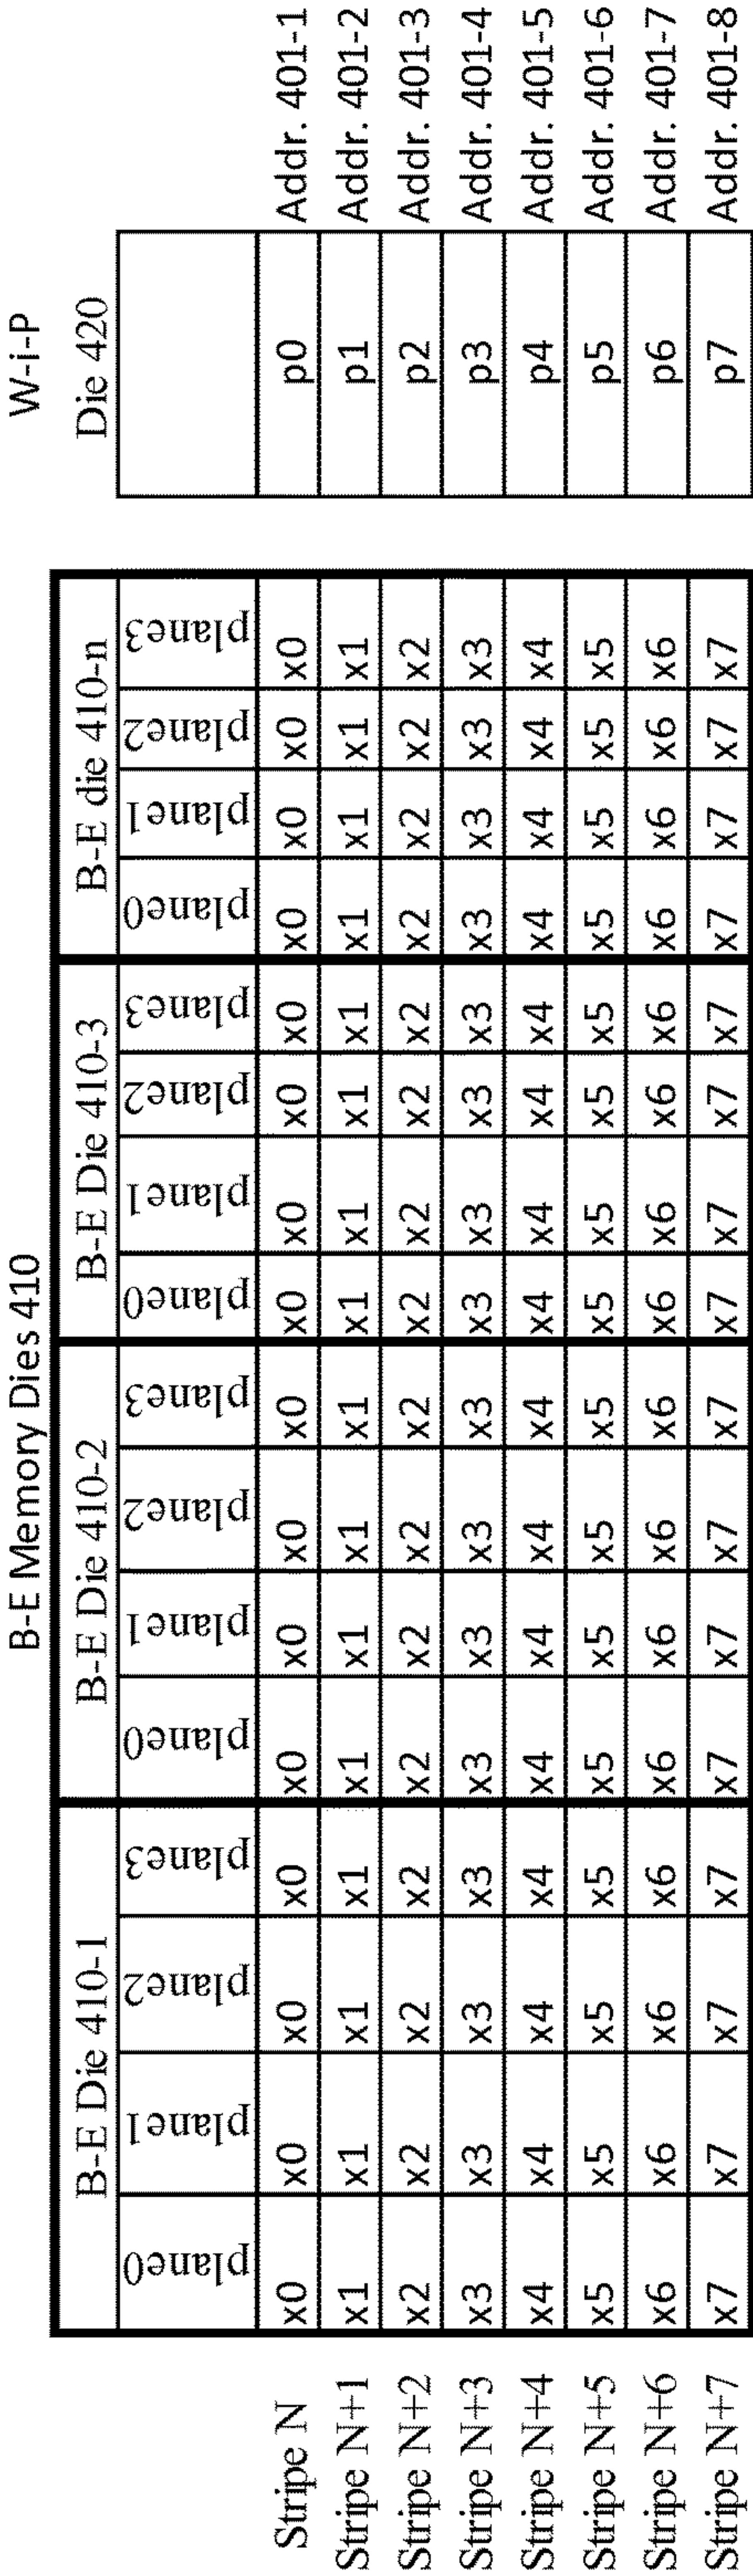 B-E Memory Dies 410 W-i-P
B-E Die 410-1 B-E Die 410-2 B-E Die 410-3 B-E die 410-n Die 420
plane0 plane1 plane2 plane3 plane0 plane1 plane2 plane3 plane0 plane1 plane2 plane3 plane0 plane1 plane2 plane3
Stripe N x0 x0 x0 x0 x0 x0 x0 x0 x0 x0 x0 x0 x0 x0 x0 x0 p0 Addr. 401-1
Stripe N+1 x1 x1 x1 x1 x1 x1 x1 x1 x1 x1 x1 x1 x1 x1 x1 x1 p1 Addr. 401-2
Stripe N+2 x2 x2 x2 x2 x2 x2 x2 x2 x2 x2 x2 x2 x2 x2 x2 x2 p2 Addr. 401-3
Stripe N+3 x3 x3 x3 x3 x3 x3 x3 x3 x3 x3 x3 x3 x3 x3 x3 x3 p3 Addr. 401-4
Stripe N+4 x4 x4 x4 x4 x4 x4 x4 x4 x4 x4 x4 x4 x4 x4 x4 x4 p4 Addr. 401-5
Stripe N+5 x5 x5 x5 x5 x5 x5 x5 x5 x5 x5 x5 x5 x5 x5 x5 x5 p5 Addr. 401-6
Stripe N+6 x6 x6 x6 x6 x6 x6 x6 x6 x6 x6 x6 x6 x6 x6 x6 x6 p6 Addr. 401-7
Stripe N+7 x7 x7 x7 x7 x7 x7 x7 x7 x7 x7 x7 x7 x7 x7 x7 x7 p7 Addr. 401-8